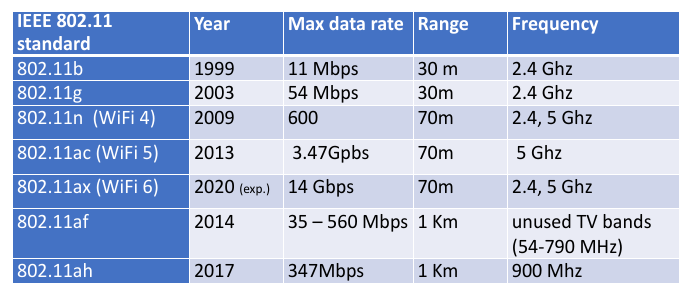 IEEE 802.11 standard Year Max data rate Range Frequency
802.11b 1999 11 Mbps 30 m 2.4 Ghz
802.11g 2003 54 Mbps 30m 2.4 Ghz
802.11n (WiFi 4) 2009 600 70m 2.4, 5 Ghz
802.11ac (WiFi 5) 2013 3.47Gpbs 70m 5 Ghz
802.11ax (WiFi 6) 2020 (exp.) 14 Gbps 70m 2.4, 5 Ghz
802.11af 2014 35 – 560 Mbps 1 Km unused TV bands
(54-790 MHz)
802.11ah 2017 347Mbps 1 Km 900 Mhz